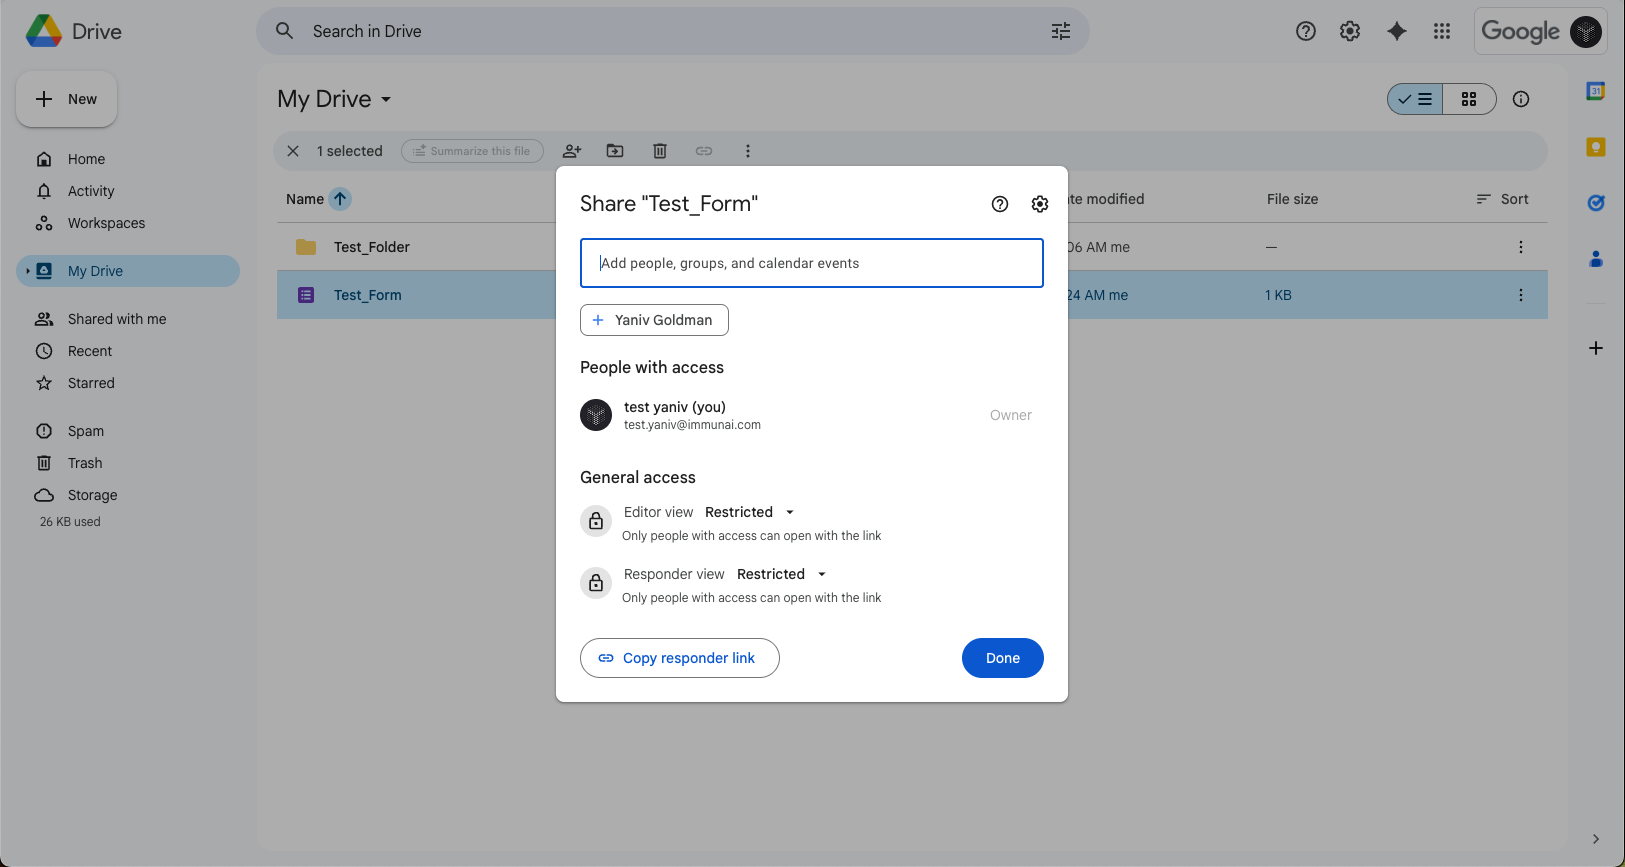 Drive
Search in Drive
Google
New
My Drive
1 selected
Summarize this file
Home
Activity
Workspaces
My Drive
Shared with me
Recent
Starred
Spam
Trash
Storage
26 KB used
Name
te modified
File size
Sort
Test_Folder
06 AM me
—
Test_Form
24 AM me
1 KB
31
Share "Test_Form"
Add people, groups, and calendar events
Yaniv Goldman
People with access
test yaniv (you)
test.yaniv@immunai.com
Owner
General access
Editor view Restricted
Only people with access can open with the link
Responder view Restricted
Only people with access can open with the link
Copy responder link
Done